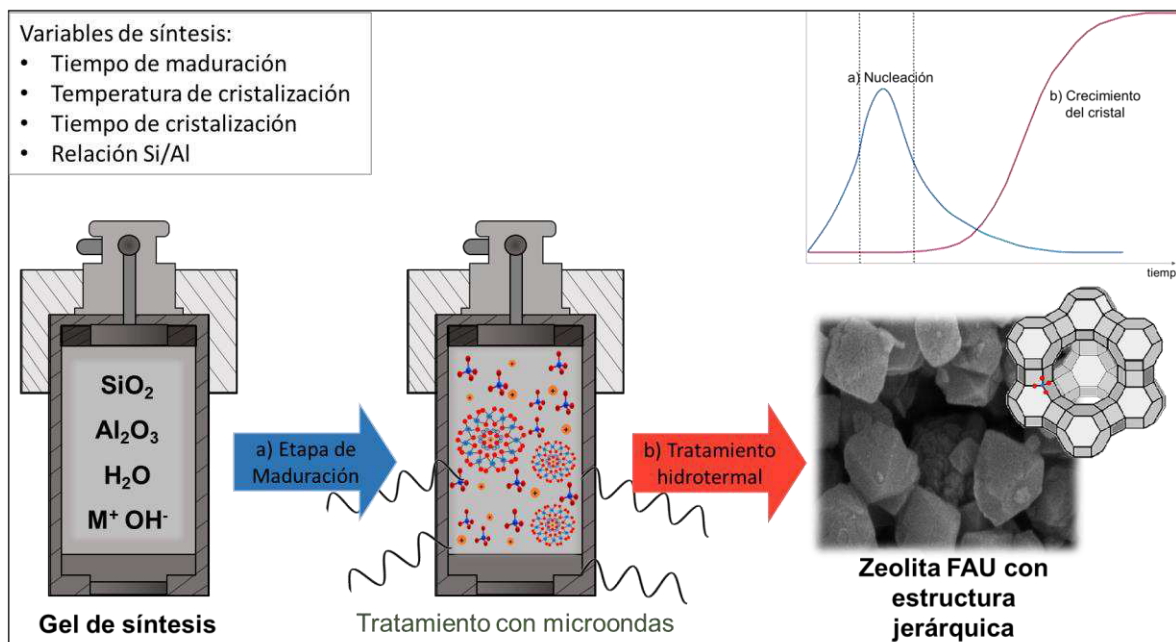 Variables de síntesis:
• Tiempo de maduración
• Temperatura de cristalización
• Tiempo de cristalización
• Relación Si/Al
a) Nucleación
b) Crecimiento
del cristal
tiemp
SiO₂
Al₂O₃
H₂O
M⁺ OH⁻
a) Etapa de
Maduración
b) Tratamiento
hidrotermal
Gel de síntesis
Tratamiento con microondas
Zeolita FAU con
estructura
jerárquica